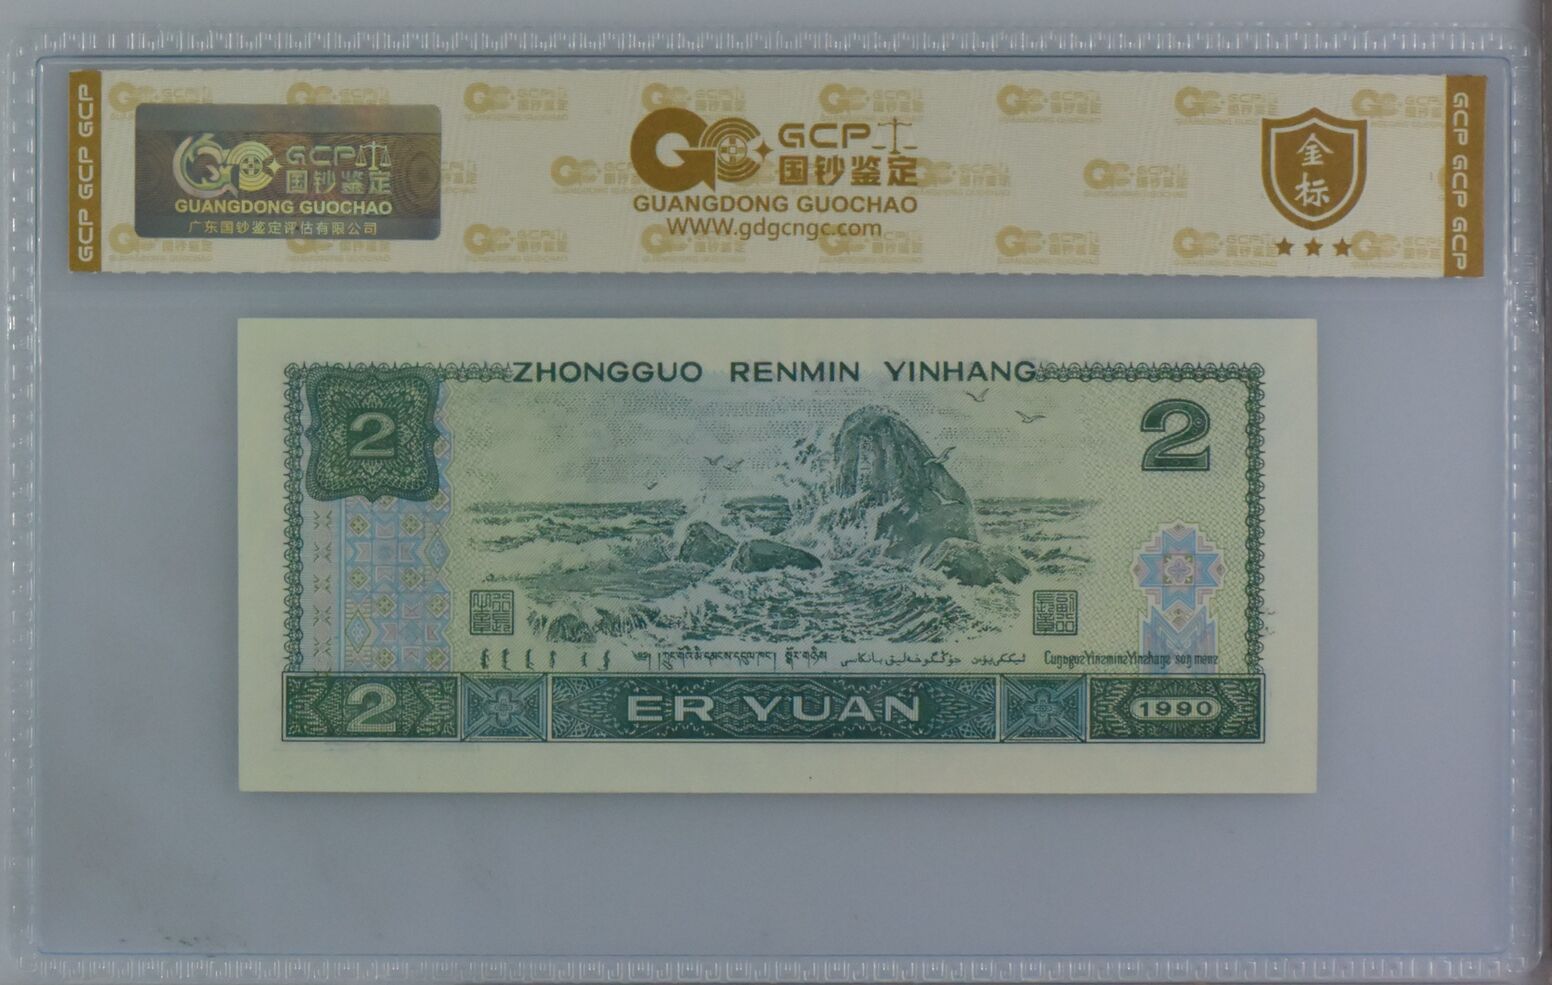 GCP GCP GCP
GCP
国钞鉴定
GUANGDONG GUOCHAO
广东国钞鉴定评估有限公司
GCP
国钞鉴定
GUANGDONG GUOCHAO
WWW.gdgcngc.com
金标
GCP GCP GCP
ZHONGGUO RENMIN YINHANG
2
2
2
ER YUAN
1990